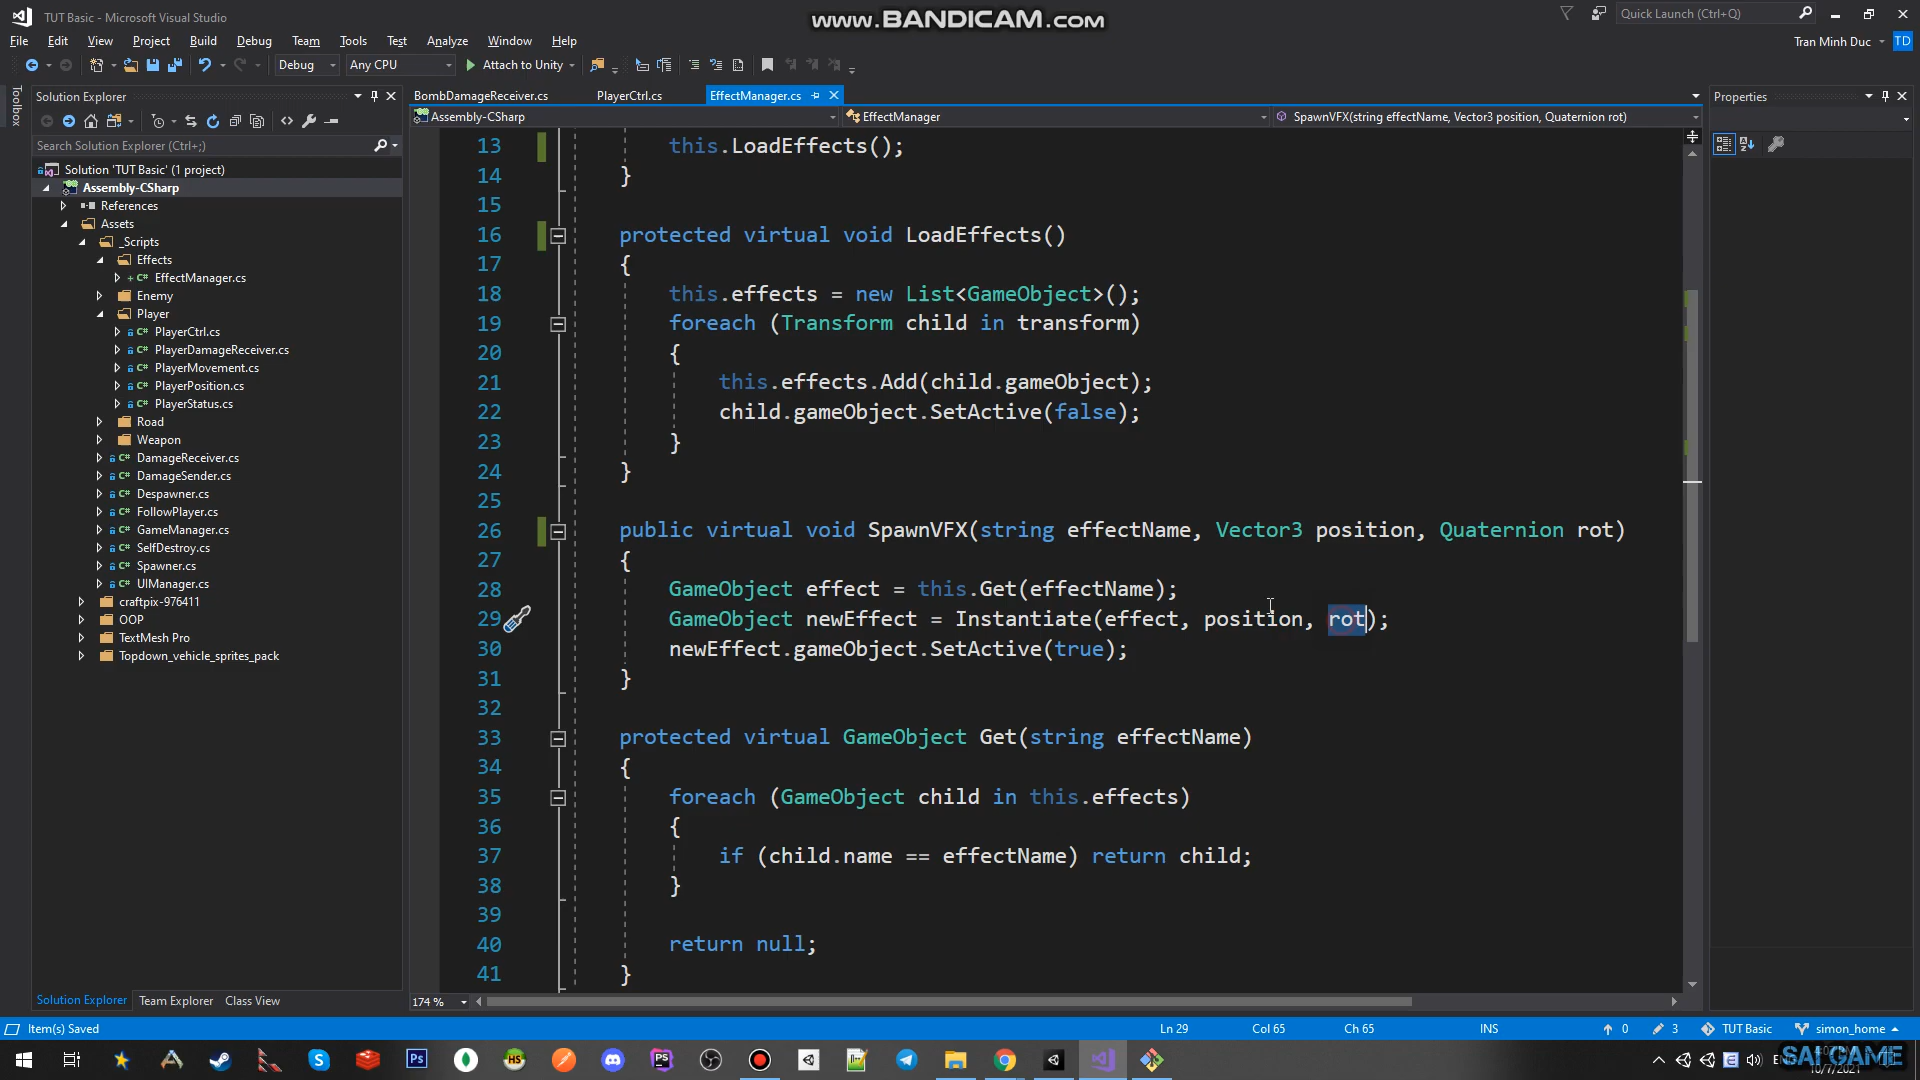 TUT Basic - Microsoft Visual Studio
www.BANDICAM.com
Quick Launch (Ctrl+Q)
File Edit View Project Build Debug Team Tools Test Analyze Window Help
Tran Minh Duc TD
Debug Any CPU Attach to Unity
Toolbox
Solution Explorer
BombDamageReceiver.cs PlayerCtrl.cs EffectManager.cs
Properties
Assembly-CSharp EffectManager SpawnVFX(string effectName, Vector3 position, Quaternion rot)
Search Solution Explorer (Ctrl+;)
Solution 'TUT Basic' (1 project)
Assembly-CSharp
References
Assets
_Scripts
Effects
EffectManager.cs
Enemy
Player
PlayerCtrl.cs
PlayerDamageReceiver.cs
PlayerMovement.cs
PlayerPosition.cs
PlayerStatus.cs
Road
Weapon
DamageReceiver.cs
DamageSender.cs
Despawner.cs
FollowPlayer.cs
GameManager.cs
SelfDestroy.cs
Spawner.cs
UIManager.cs
craftpix-976411
OOP
TextMesh Pro
Topdown_vehicle_sprites_pack
Solution Explorer Team Explorer Class View
13 this.LoadEffects();
14 }
15
16 protected virtual void LoadEffects()
17 {
18 this.effects = new List<GameObject>();
19 foreach (Transform child in transform)
20 {
21 this.effects.Add(child.gameObject);
22 child.gameObject.SetActive(false);
23 }
24 }
25
26 public virtual void SpawnVFX(string effectName, Vector3 position, Quaternion rot)
27 {
28 GameObject effect = this.Get(effectName);
29 GameObject newEffect = Instantiate(effect, position, rot);
30 newEffect.gameObject.SetActive(true);
31 }
32
33 protected virtual GameObject Get(string effectName)
34 {
35 foreach (GameObject child in this.effects)
36 {
37 if (child.name == effectName) return child;
38 }
39
40 return null;
41 }
174 %
Item(s) Saved Ln 29 Col 65 Ch 65 INS 0 3 TUT Basic simon_home
SAI GAME
10/7/2021